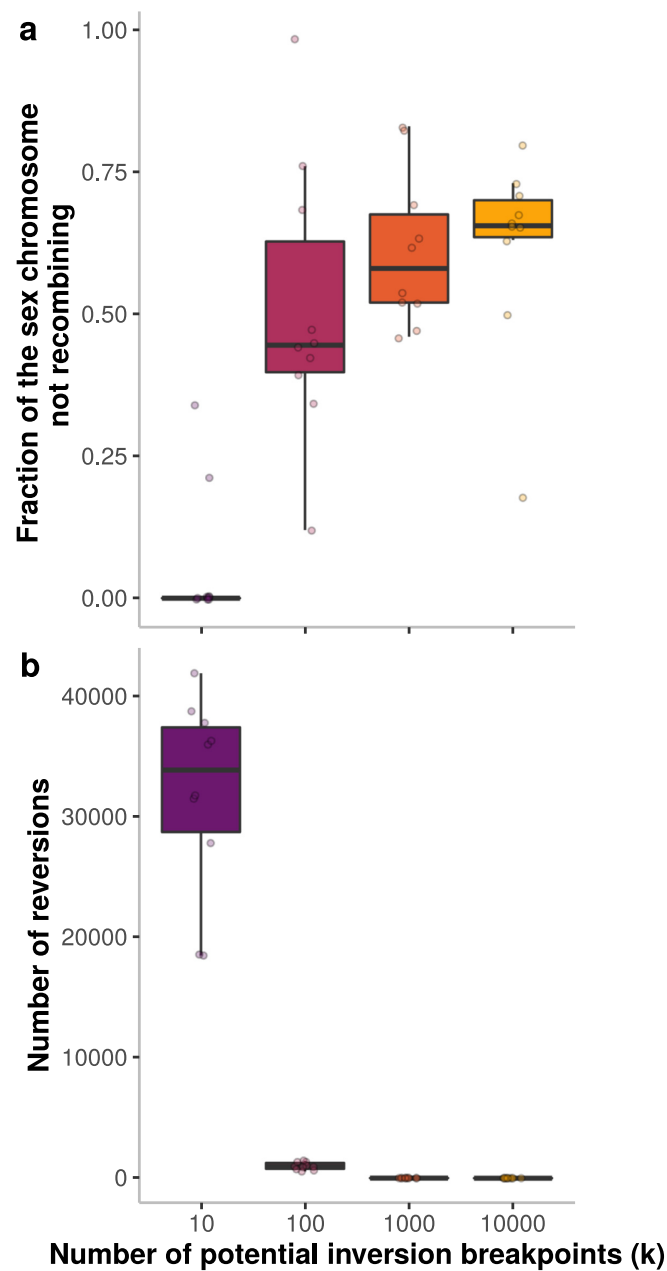 a
Fraction of the sex chromosome
not recombining
1.00
0.75
0.50
0.25
0.00
b
Number of reversions
40000
30000
20000
10000
0
10 100 1000 10000
Number of potential inversion breakpoints (k)